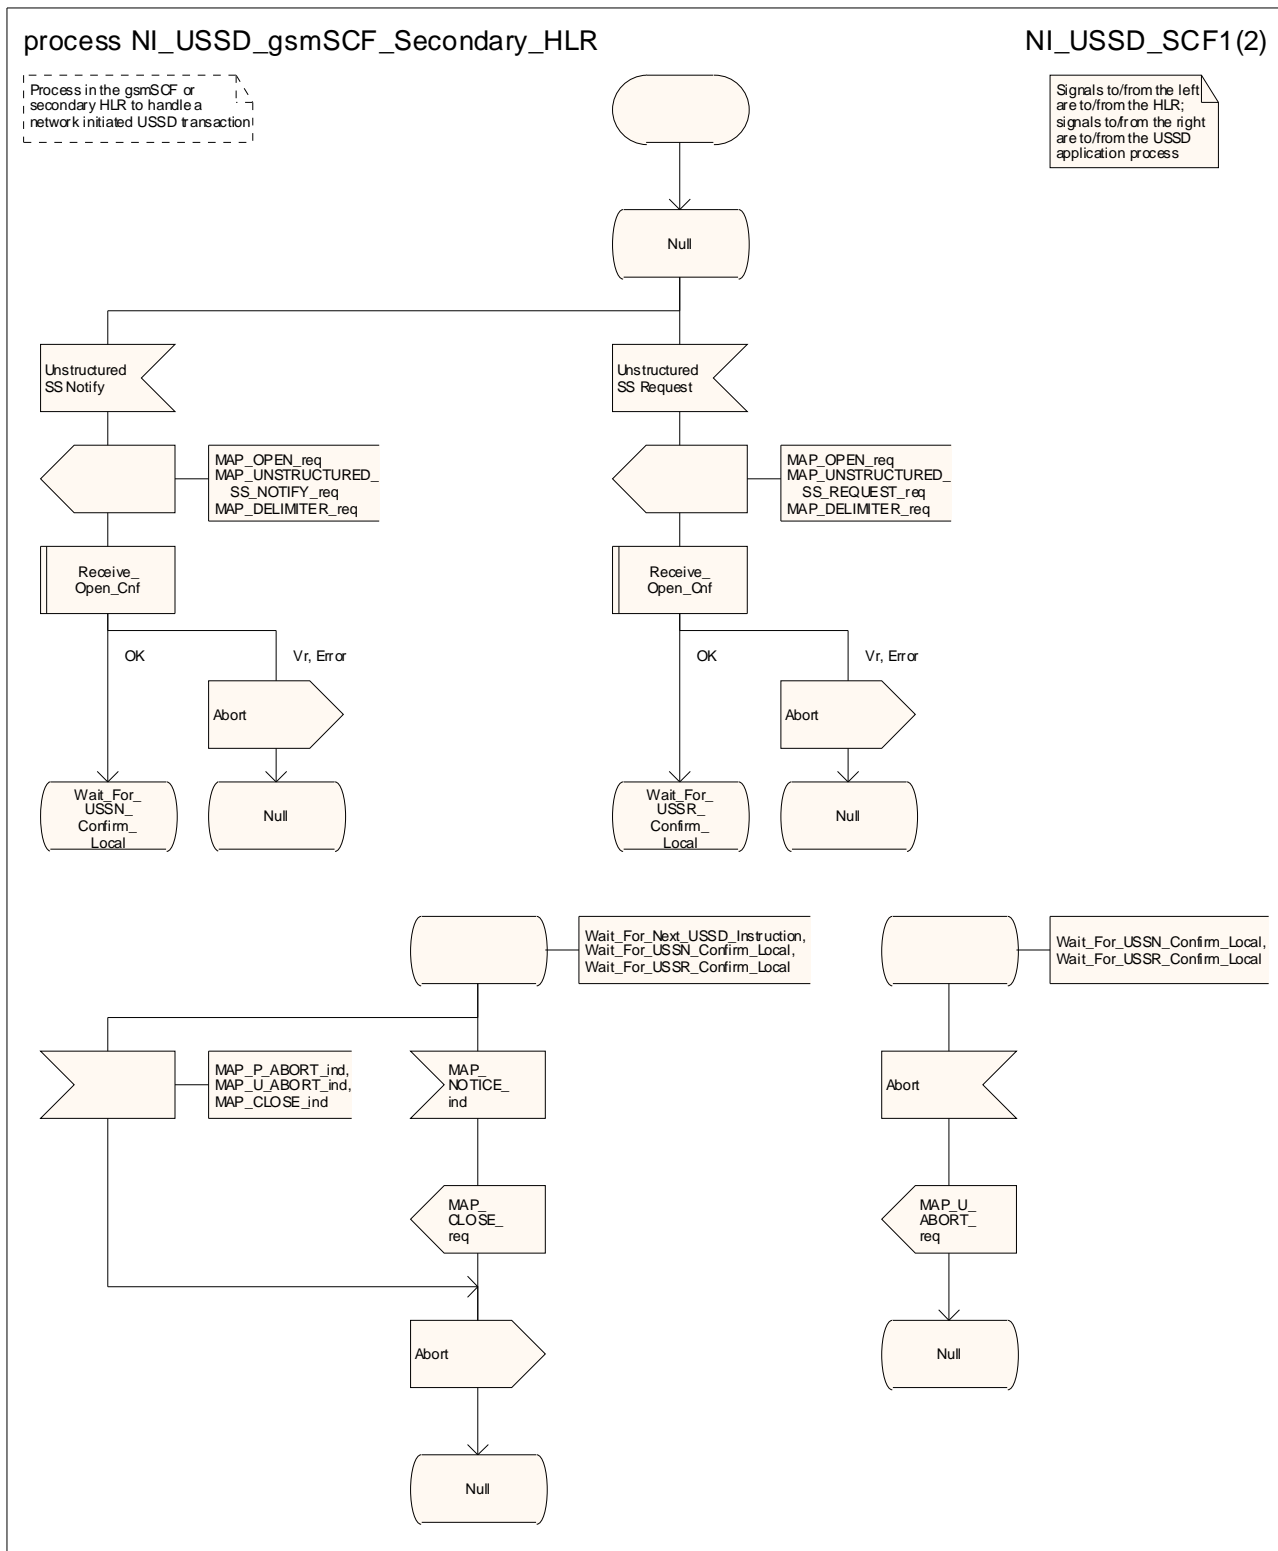 process NI_USSD_gsmSCF_Secondary_HLR
NI_USSD_SCF1(2)
Process in the gsmSCF or
secondary HLR to handle a
network initiated USSD transaction
Signals to/from the left
are to/from the HLR;
signals to/from the right
are to/from the USSD
application process
Null
Unstructured
SS Notify
Unstructured
SS Request
MAP_OPEN_req
MAP_UNSTRUCTURED_
SS_NOTIFY_req
MAP_DELIMITER_req
MAP_OPEN_req
MAP_UNSTRUCTURED_
SS_REQUEST_req
MAP_DELIMITER_req
Receive_
Open_Cnf
Receive_
Open_Cnf
OK
Vr, Error
OK
Vr, Error
Abort
Abort
Wait_For_
USSN_
Confirm_
Local
Null
Wait_For_
USSR_
Confirm_
Local
Null
Wait_For_Next_USSD_Instruction,
Wait_For_USSN_Confirm_Local,
Wait_For_USSR_Confirm_Local
Wait_For_USSN_Confirm_Local,
Wait_For_USSR_Confirm_Local
MAP_P_ABORT_ind,
MAP_U_ABORT_ind,
MAP_CLOSE_ind
MAP_
NOTICE_
ind
Abort
MAP_
CLOSE_
req
MAP_U_
ABORT_
req
Abort
Null
Null